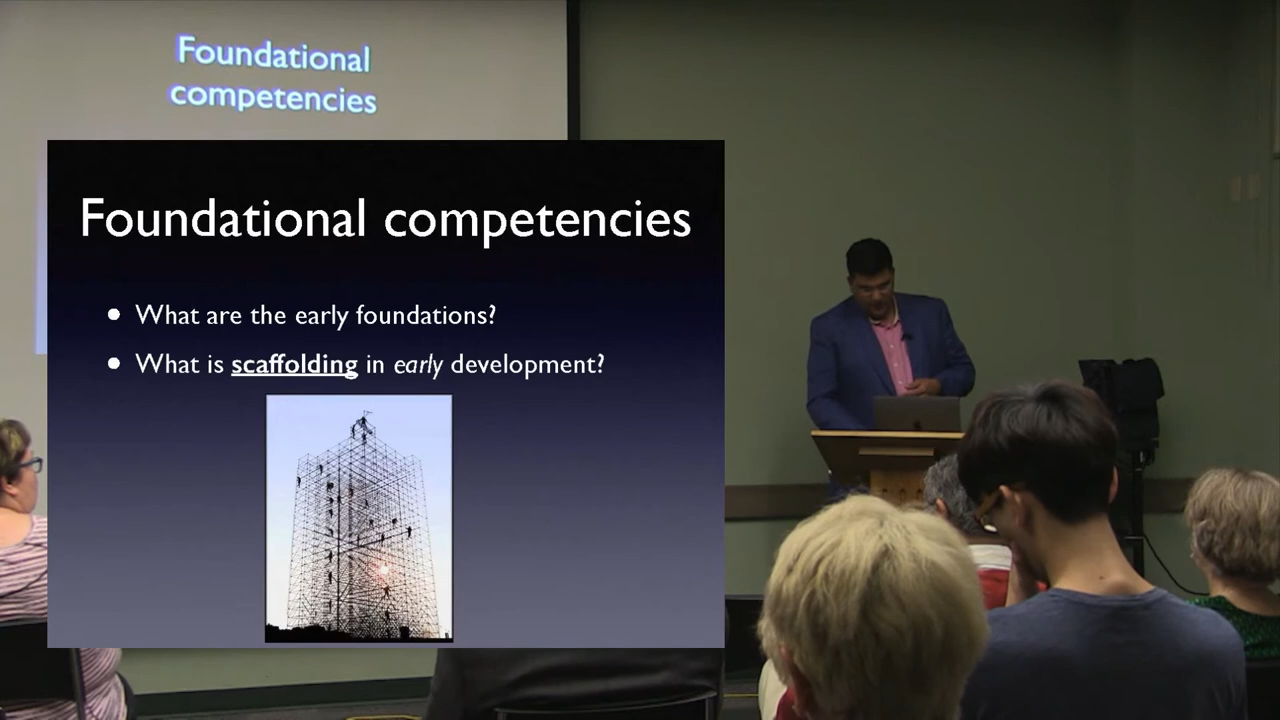 Foundational
competencies
Foundational competencies
• What are the early foundations?
• What is scaffolding in early development?